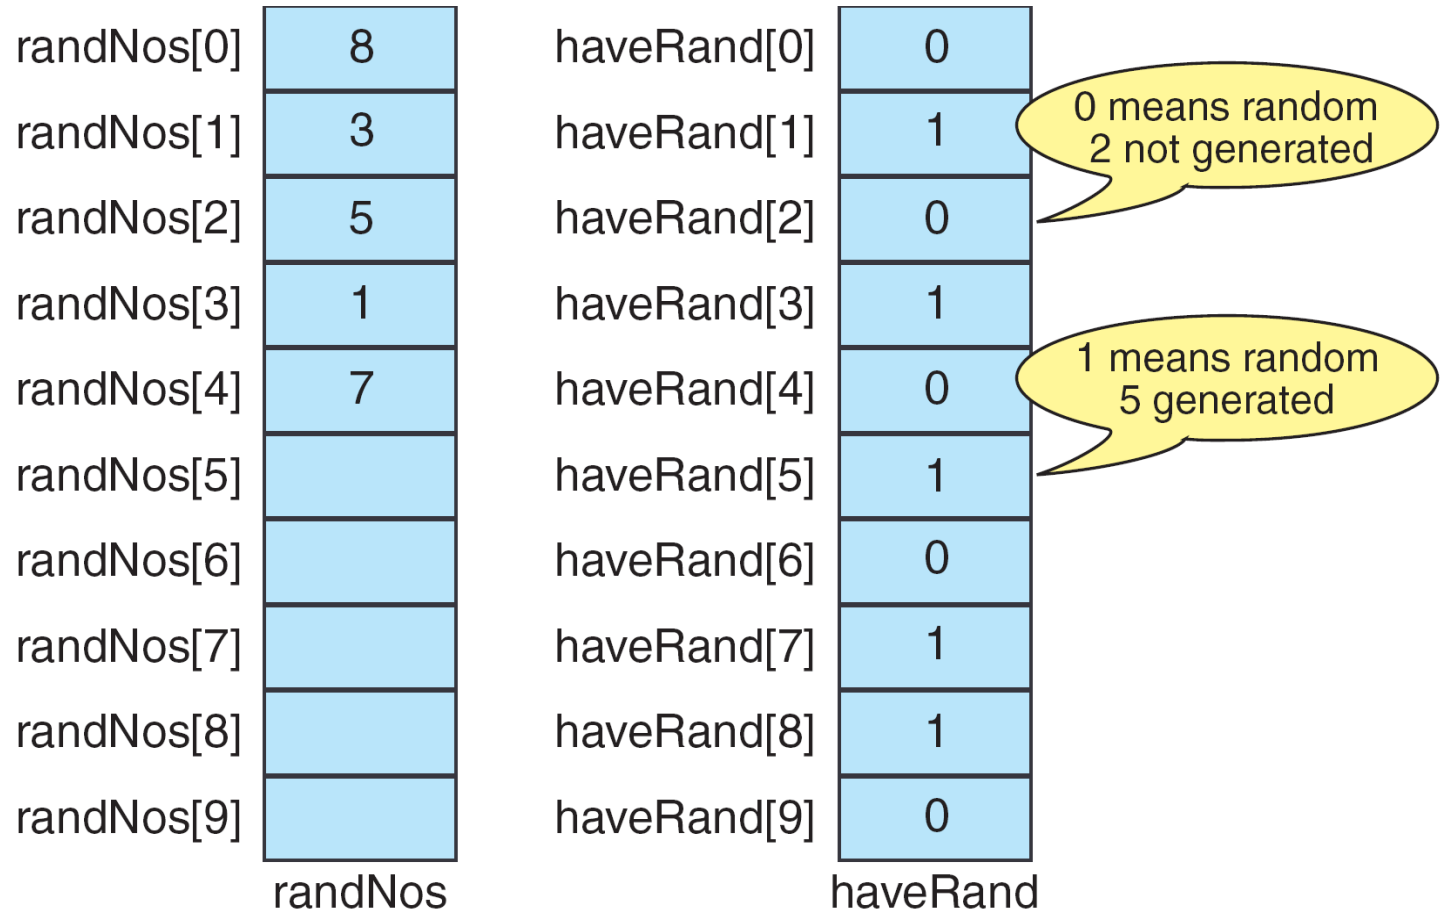 randNos[0] 8 haveRand[0] 0
randNos[1] 3 haveRand[1] 1
0 means random
2 not generated
randNos[2] 5 haveRand[2] 0
randNos[3] 1 haveRand[3] 1
randNos[4] 7 haveRand[4] 0
1 means random
5 generated
randNos[5] haveRand[5] 1
randNos[6] haveRand[6] 0
randNos[7] haveRand[7] 1
randNos[8] haveRand[8] 1
randNos[9] haveRand[9] 0
randNos haveRand